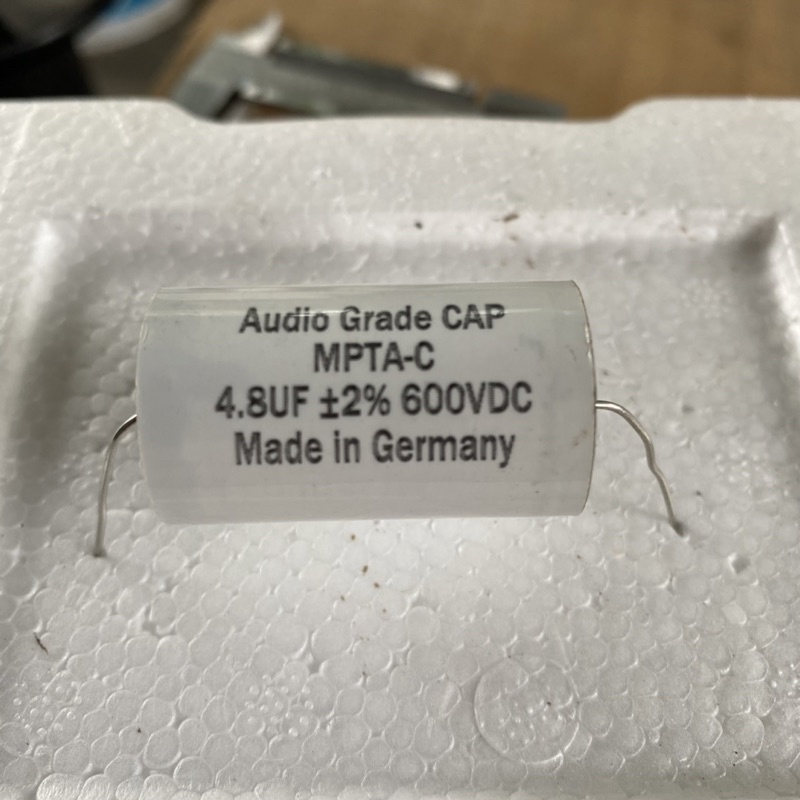 Audio Grade CAP
MPTA-C
4.8UF ±2% 600VDC
Made in Germany